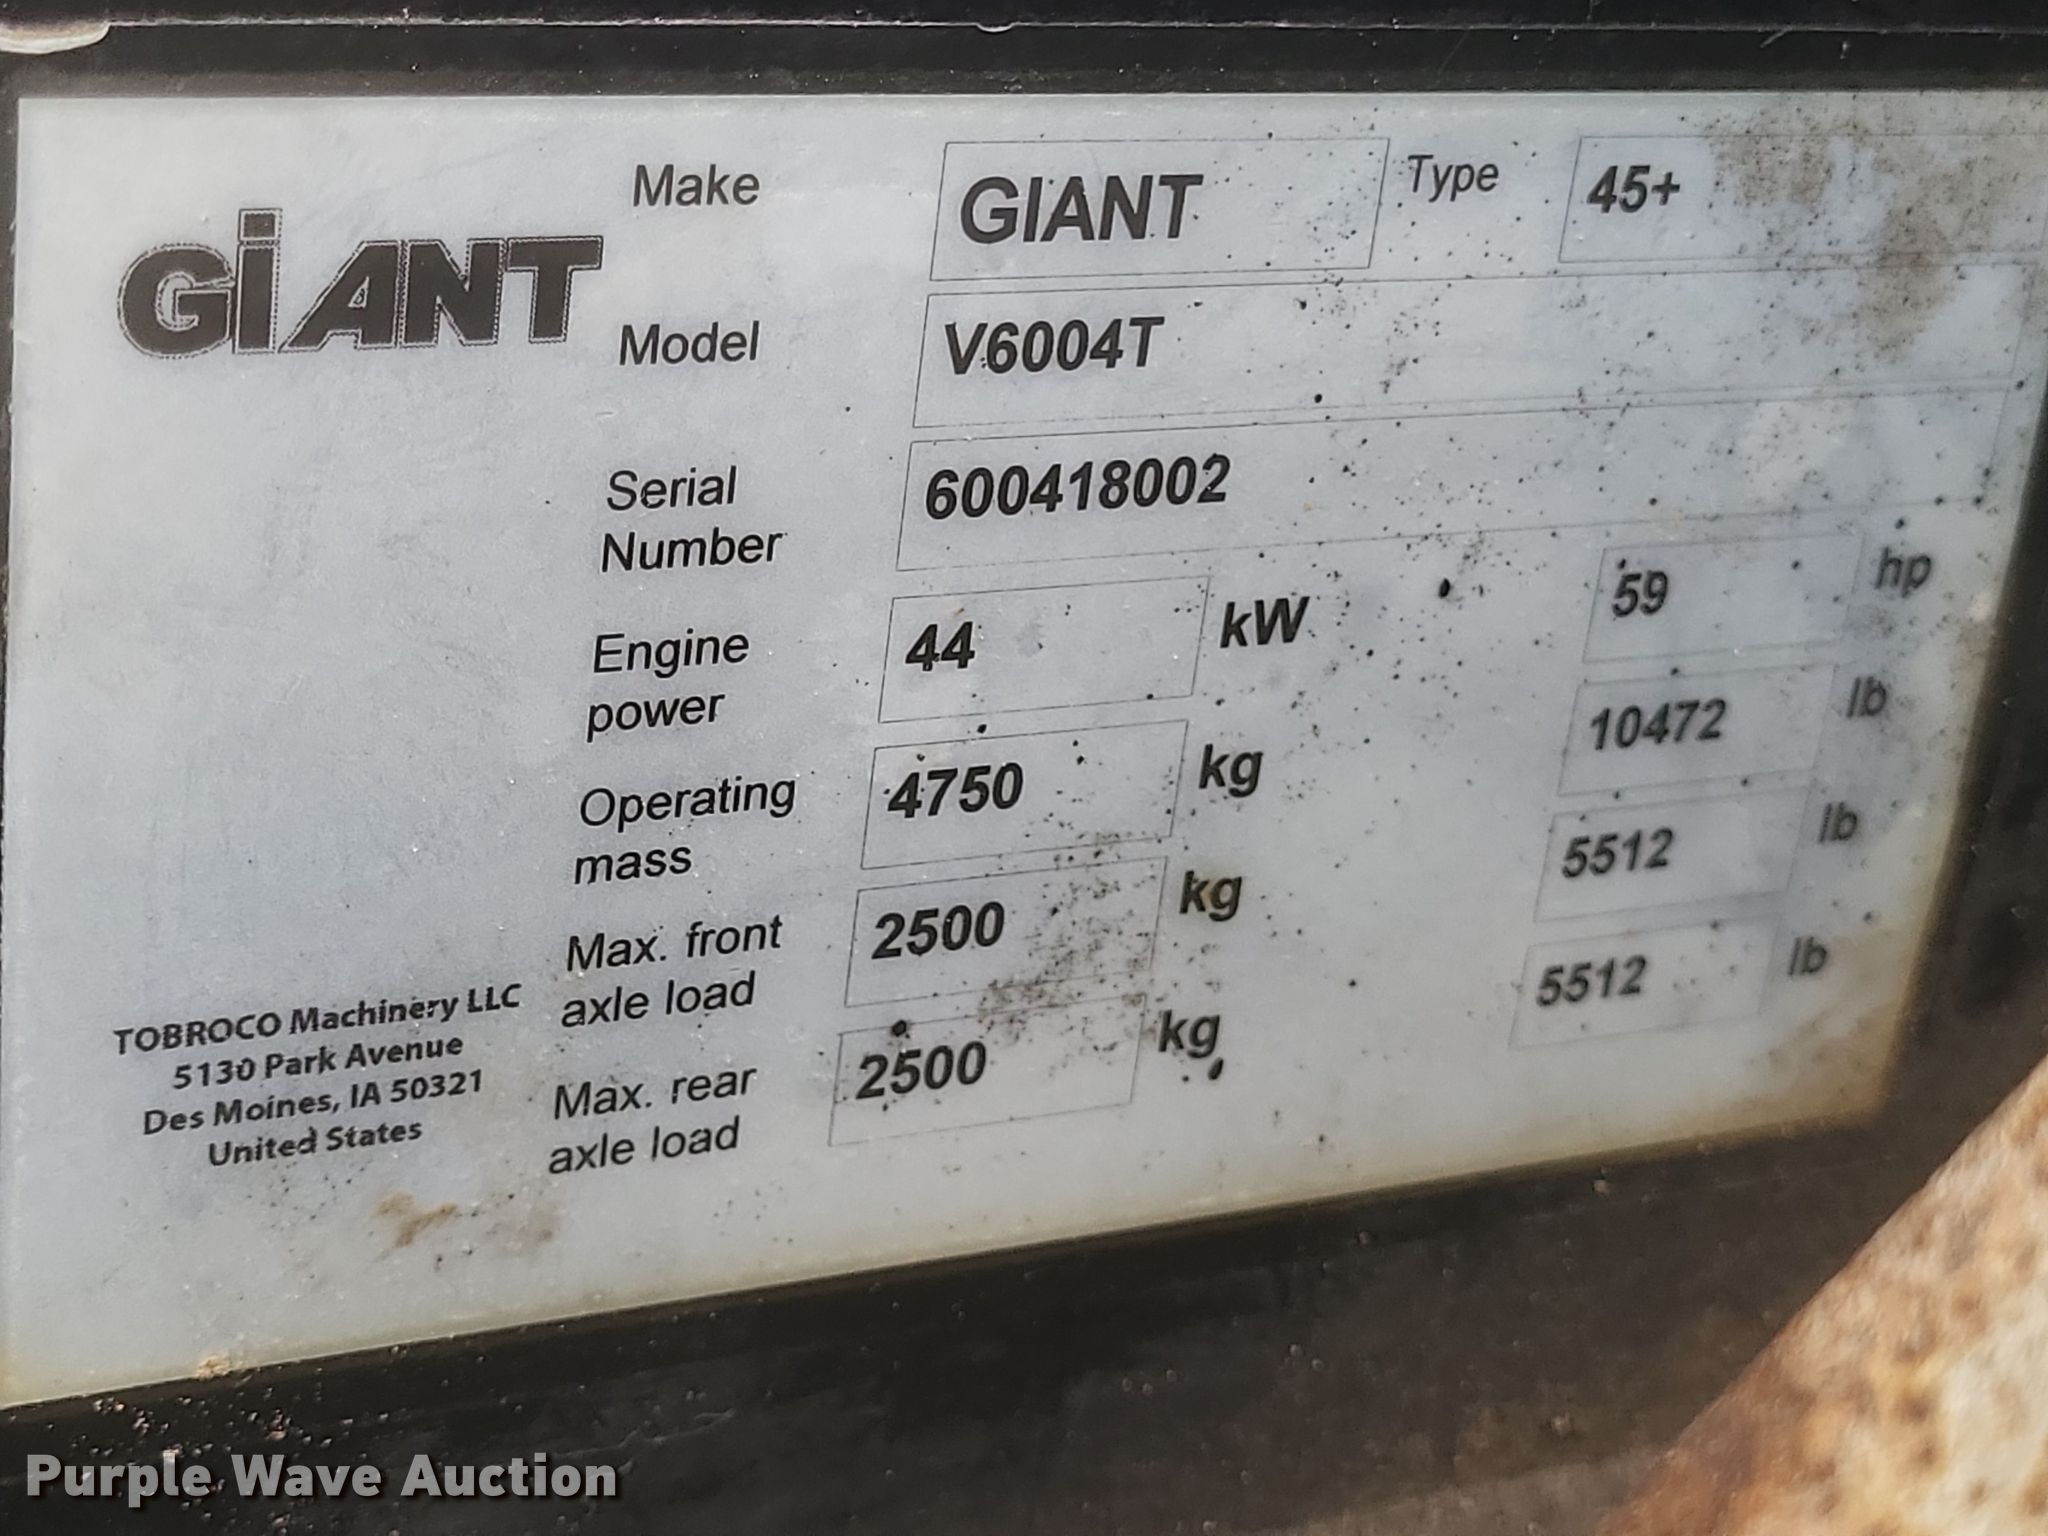 GiANT
Make GIANT Type 45+
Model V6004T
Serial
Number 600418002
Engine
power 44 kW 59 hp
Operating
mass 4750 kg 10472 lb
Max. front
axle load 2500 kg 5512 lb
Max. rear
axle load 2500 kg 5512 lb
TOBROCO Machinery LLC
5130 Park Avenue
Des Moines, IA 50321
United States
Purple Wave Auction